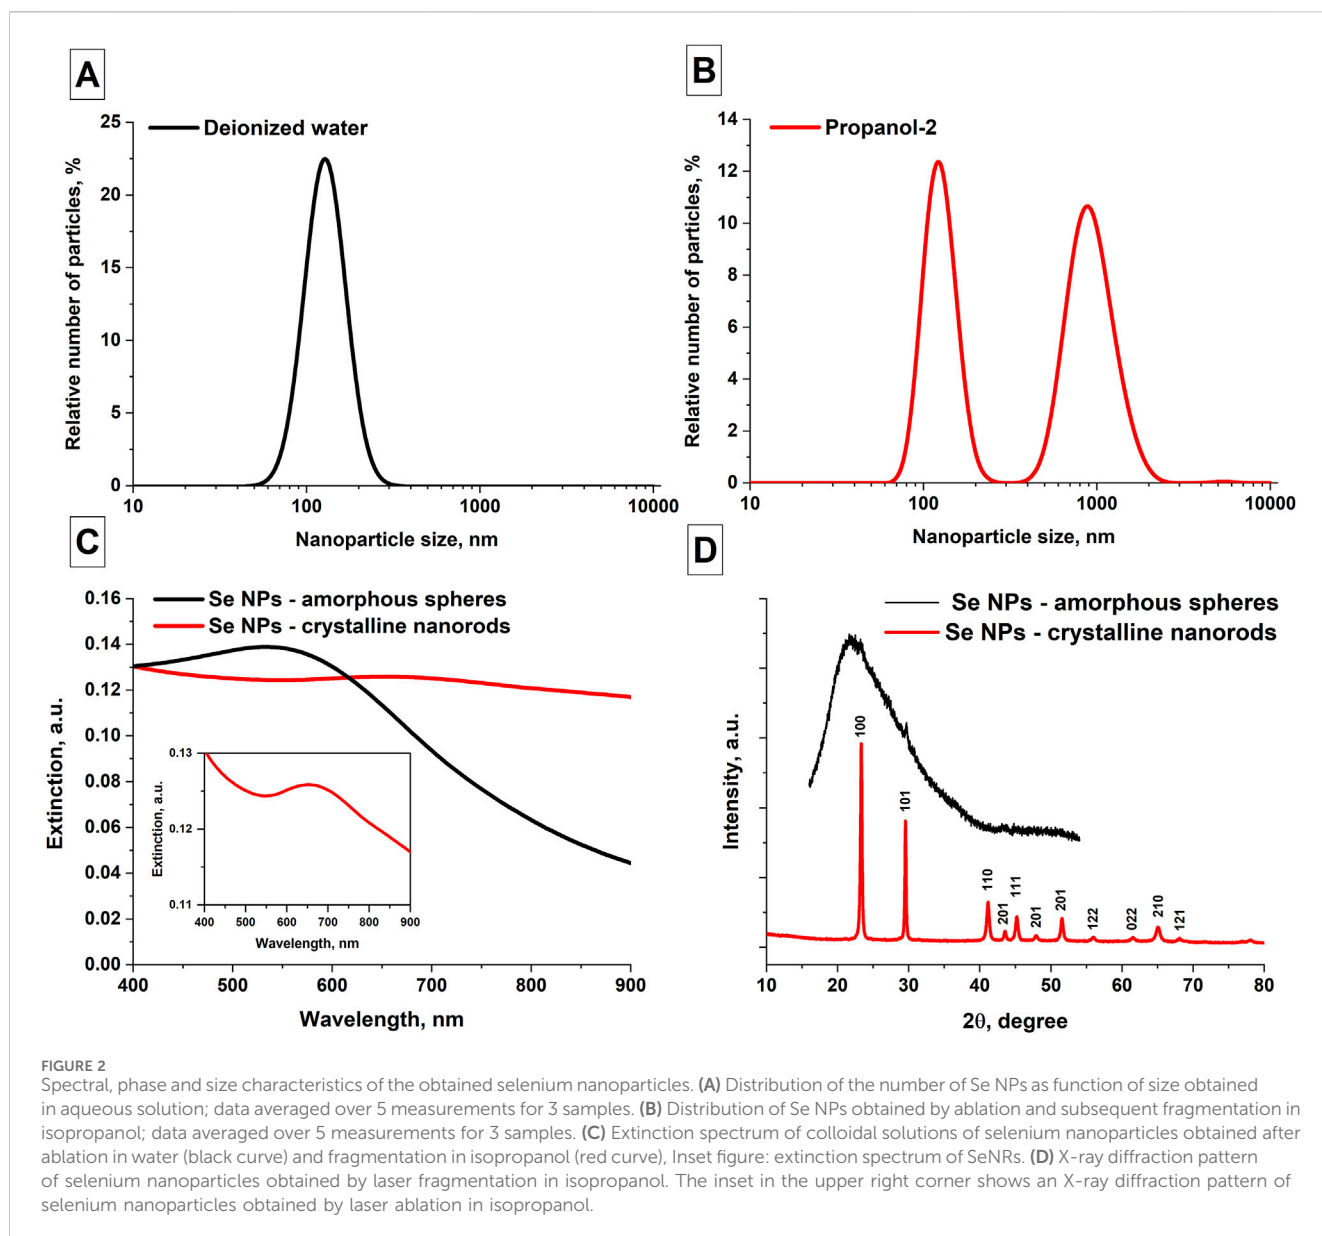 A
Deionized water
Relative number of particles, %
25
20
15
10
5
0
10
100
1000
10000
Nanoparticle size, nm
B
Propanol-2
Relative number of particles, %
14
12
10
8
6
4
2
0
10
100
1000
10000
Nanoparticle size, nm
C
Se NPs - amorphous spheres
Se NPs - crystalline nanorods
Extinction, a.u.
0.16
0.14
0.12
0.10
0.08
0.06
0.04
0.02
0.00
400
500
600
700
800
900
Wavelength, nm
Extinction, a.u.
0.13
0.12
0.11
400
500
600
700
800
900
Wavelength, nm
D
Se NPs - amorphous spheres
Se NPs - crystalline nanorods
Intensity, a.u.
100
101
110
201
111
201
201
122
022
210
121
10
20
30
40
50
60
70
80
2θ, degree
FIGURE 2
Spectral, phase and size characteristics of the obtained selenium nanoparticles. (A) Distribution of the number of Se NPs as function of size obtained
in aqueous solution; data averaged over 5 measurements for 3 samples. (B) Distribution of Se NPs obtained by ablation and subsequent fragmentation in
isopropanol; data averaged over 5 measurements for 3 samples. (C) Extinction spectrum of colloidal solutions of selenium nanoparticles obtained after
ablation in water (black curve) and fragmentation in isopropanol (red curve), Inset figure: extinction spectrum of SeNRs. (D) X-ray diffraction pattern
of selenium nanoparticles obtained by laser fragmentation in isopropanol. The inset in the upper right corner shows an X-ray diffraction pattern of
selenium nanoparticles obtained by laser ablation in isopropanol.